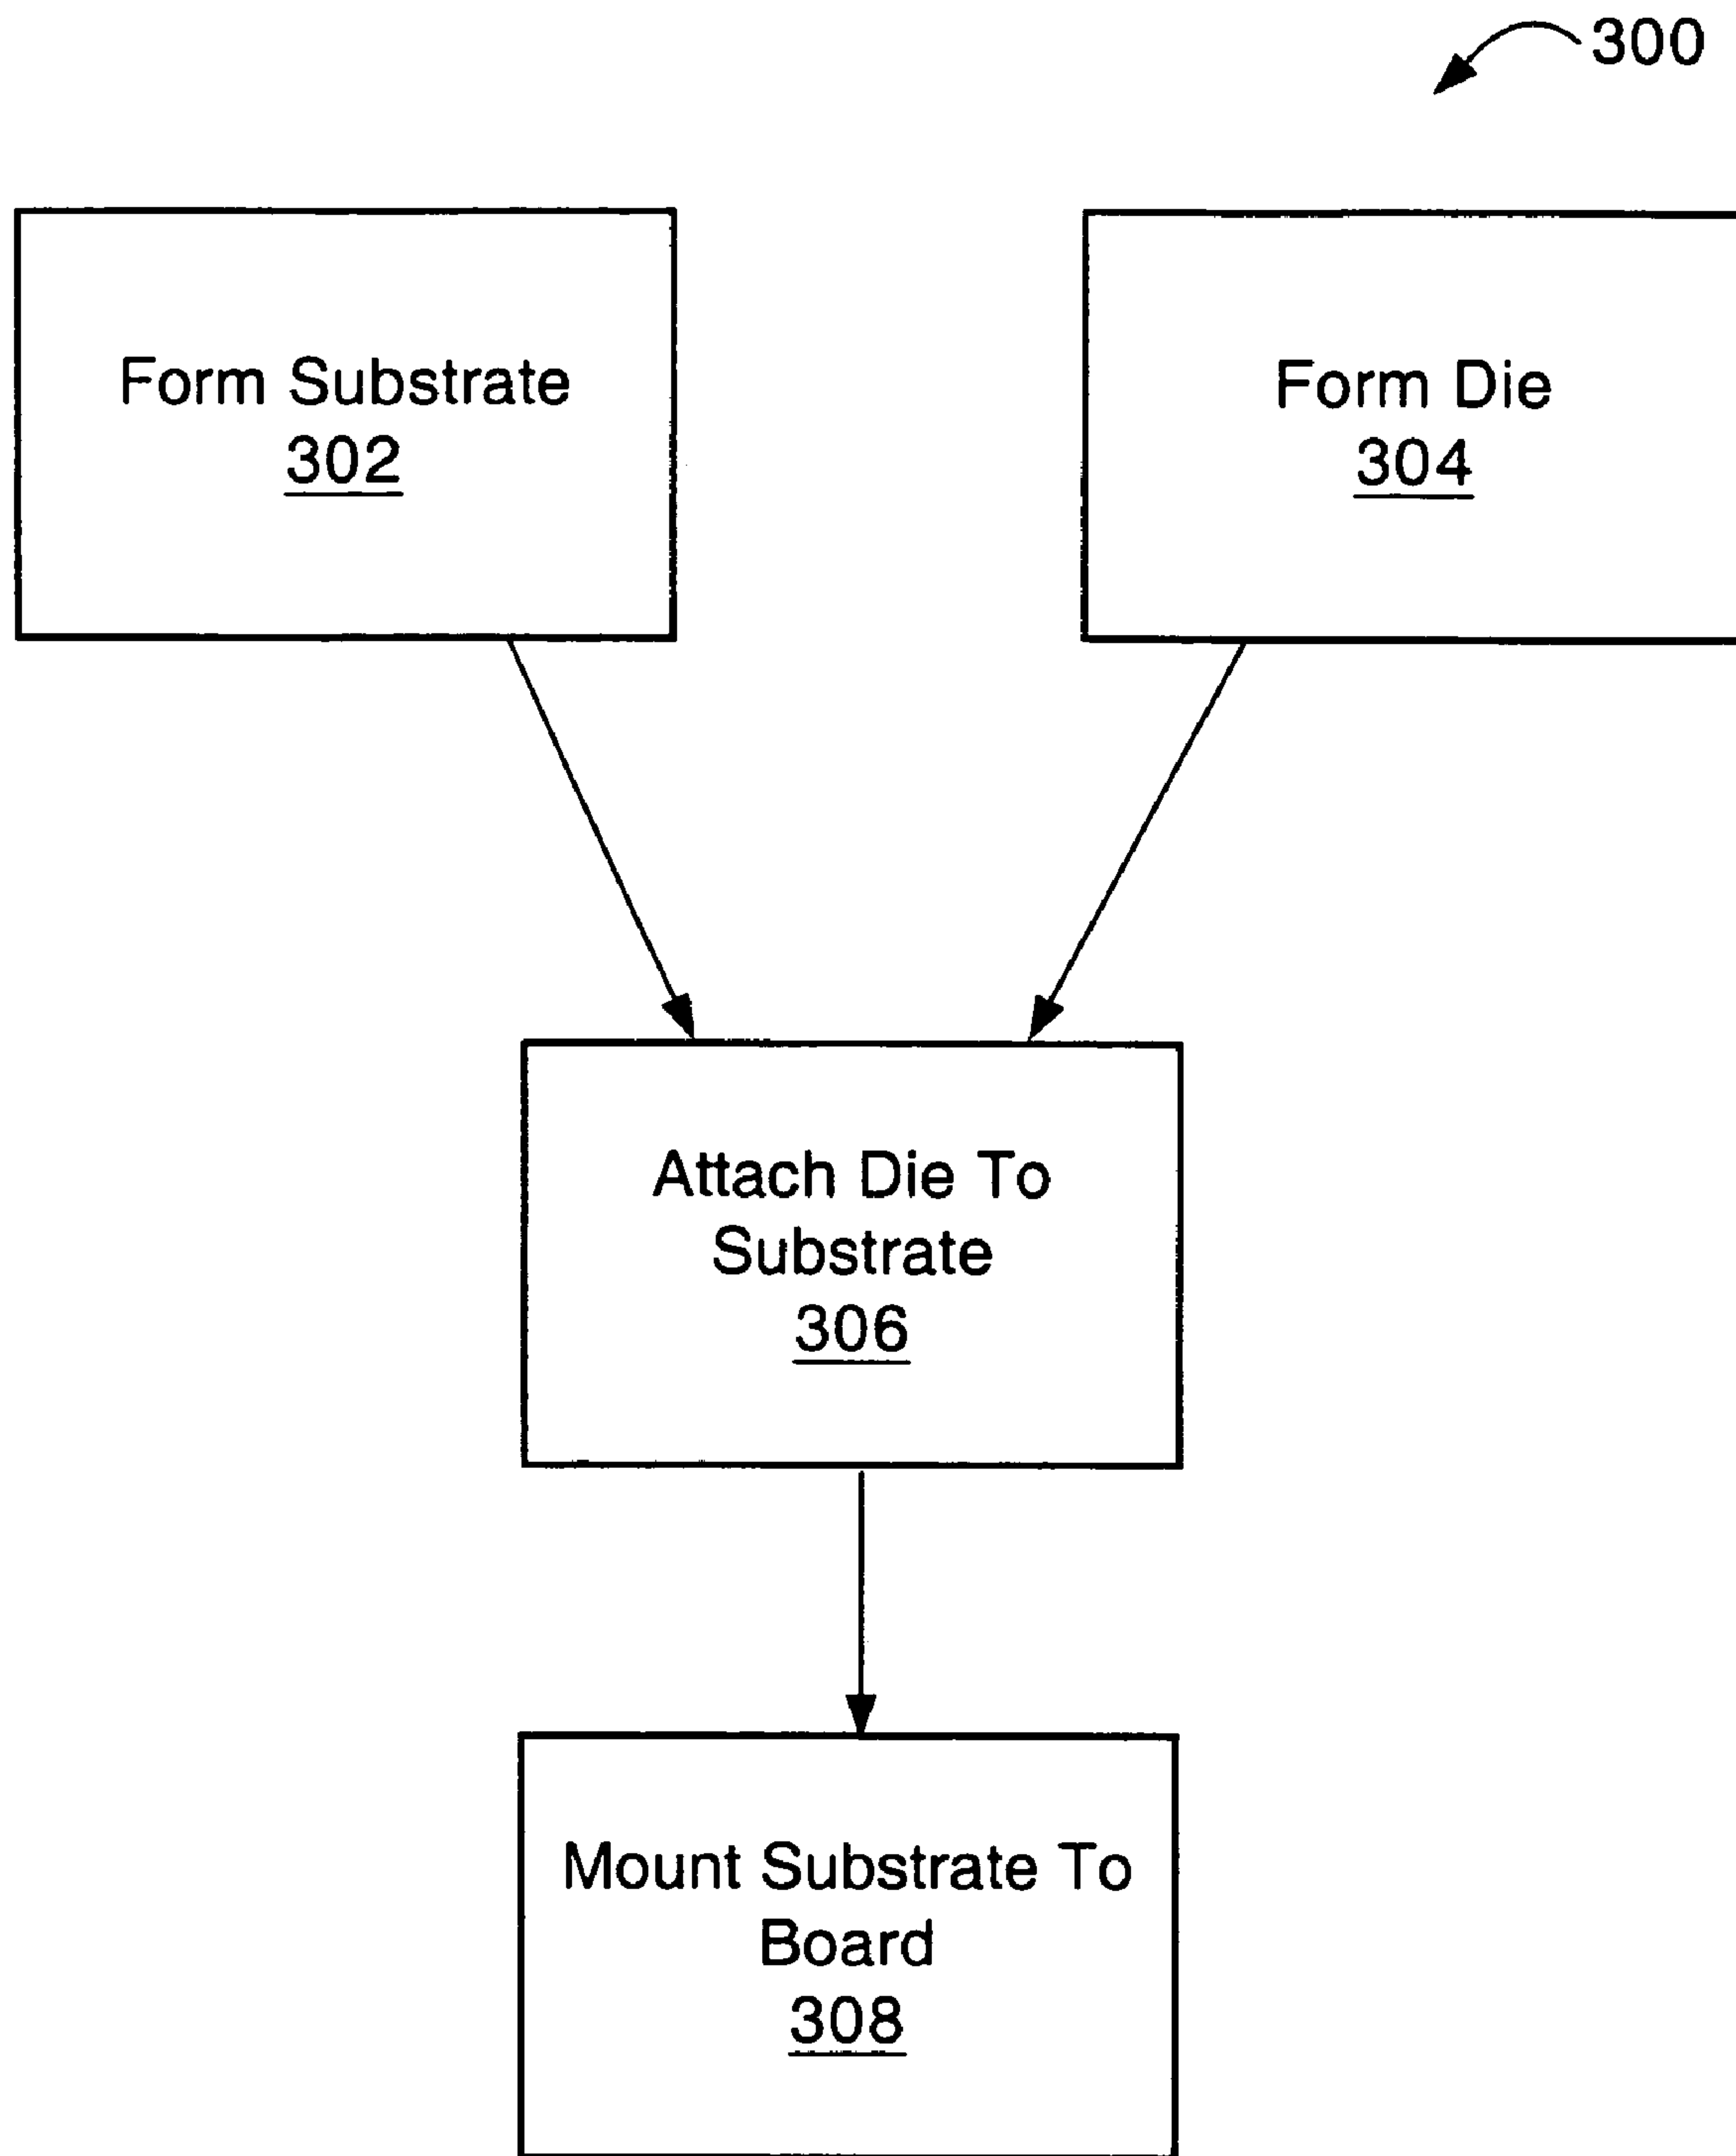 300
Form Substrate
302
Form Die
304
Attach Die To
Substrate
306
Mount Substrate To
Board
308